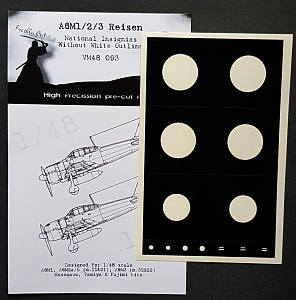 A6M1/2/3 Reisen
National Insignias
Without White Outline
VM48 093
High Precision pre-cut
1/48
Designed for 1/48 scale
Hasegawa, Tamiya & Fujimi kits